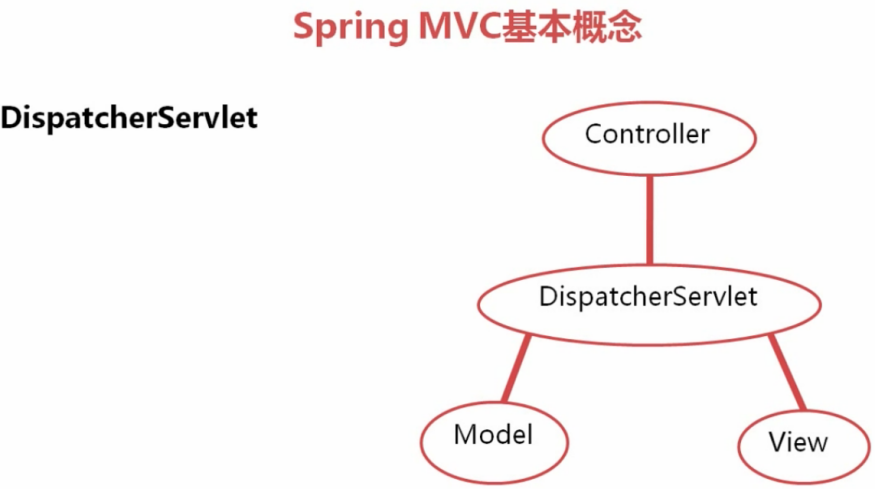 Spring MVC基本概念
DispatcherServlet
Controller
DispatcherServlet
Model
View